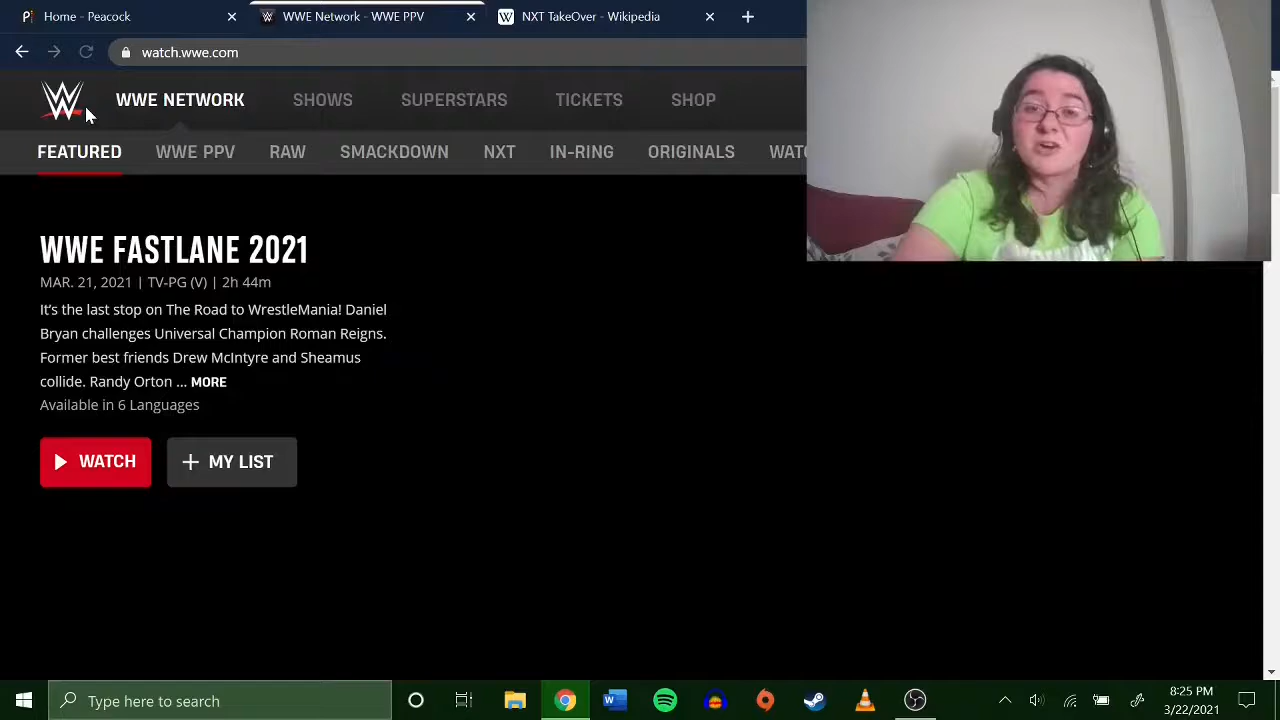 Home - Peacock
WWE Network - WWE PPV
NXT TakeOver - Wikipedia
watch.wwe.com
WWE NETWORK SHOWS SUPERSTARS TICKETS SHOP
FEATURED WWE PPV RAW SMACKDOWN NXT IN-RING ORIGINALS WATC
WWE FASTLANE 2021
MAR. 21, 2021 | TV-PG (V) | 2h 44m
It's the last stop on The Road to WrestleMania! Daniel
Bryan challenges Universal Champion Roman Reigns.
Former best friends Drew McIntyre and Sheamus
collide. Randy Orton ... MORE
Available in 6 Languages
WATCH
MY LIST
Type here to search
8:25 PM
3/22/2021